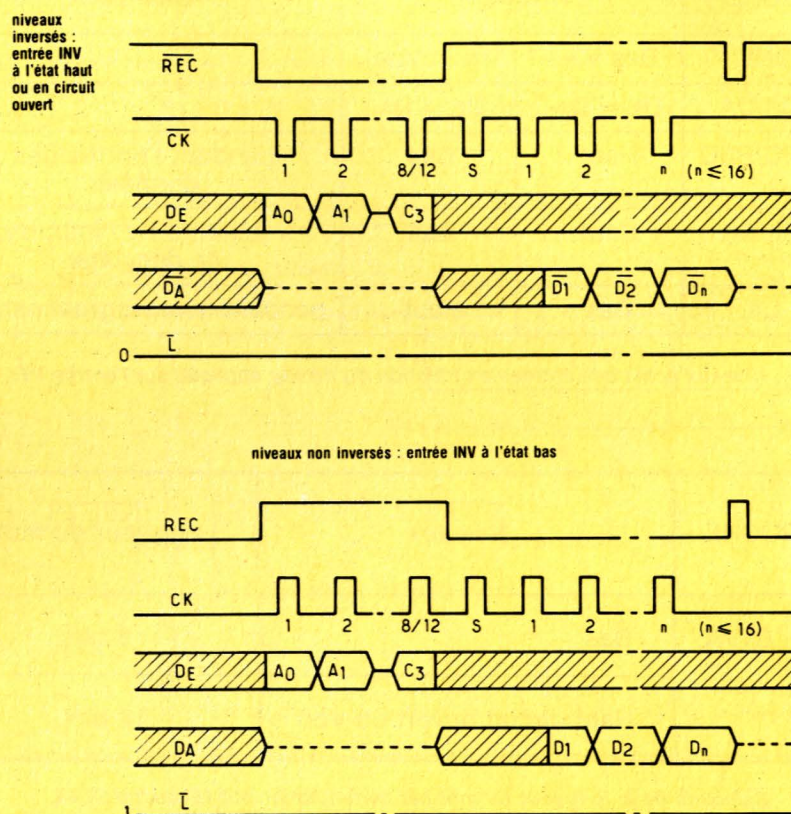 niveaux
inversés :
entrée INV
à l'état haut
ou en circuit
ouvert
REC
CK
1 2 8/12 S 1 2 n (n ≤ 16)
DE A0 A1 C3
DA D1 D2 Dn
0 L
niveaux non inversés : entrée INV à l'état bas
REC
CK
1 2 8/12 S 1 2 n (n ≤ 16)
DE A0 A1 C3
DA D1 D2 Dn
1 L